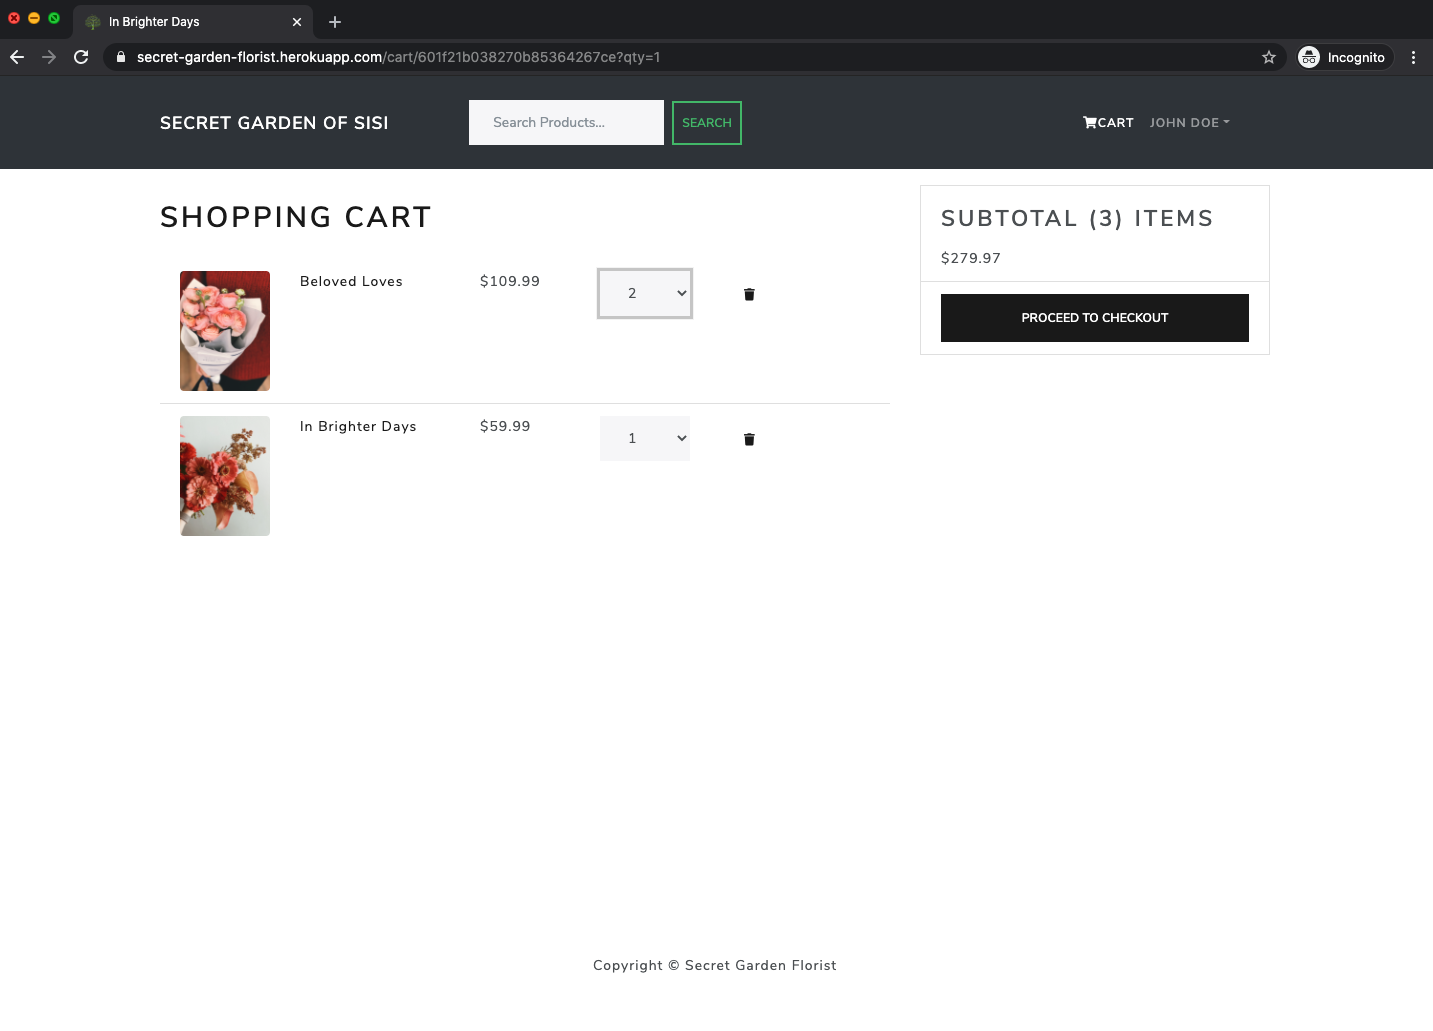 In Brighter Days
secret-garden-florist.herokuapp.com/cart/601f21b038270b85364267ce?qty=1
Incognito
SECRET GARDEN OF SISI
Search Products...
SEARCH
CART
JOHN DOE
SHOPPING CART
Beloved Loves
$109.99
2
In Brighter Days
$59.99
1
SUBTOTAL (3) ITEMS
$279.97
PROCEED TO CHECKOUT
Copyright © Secret Garden Florist